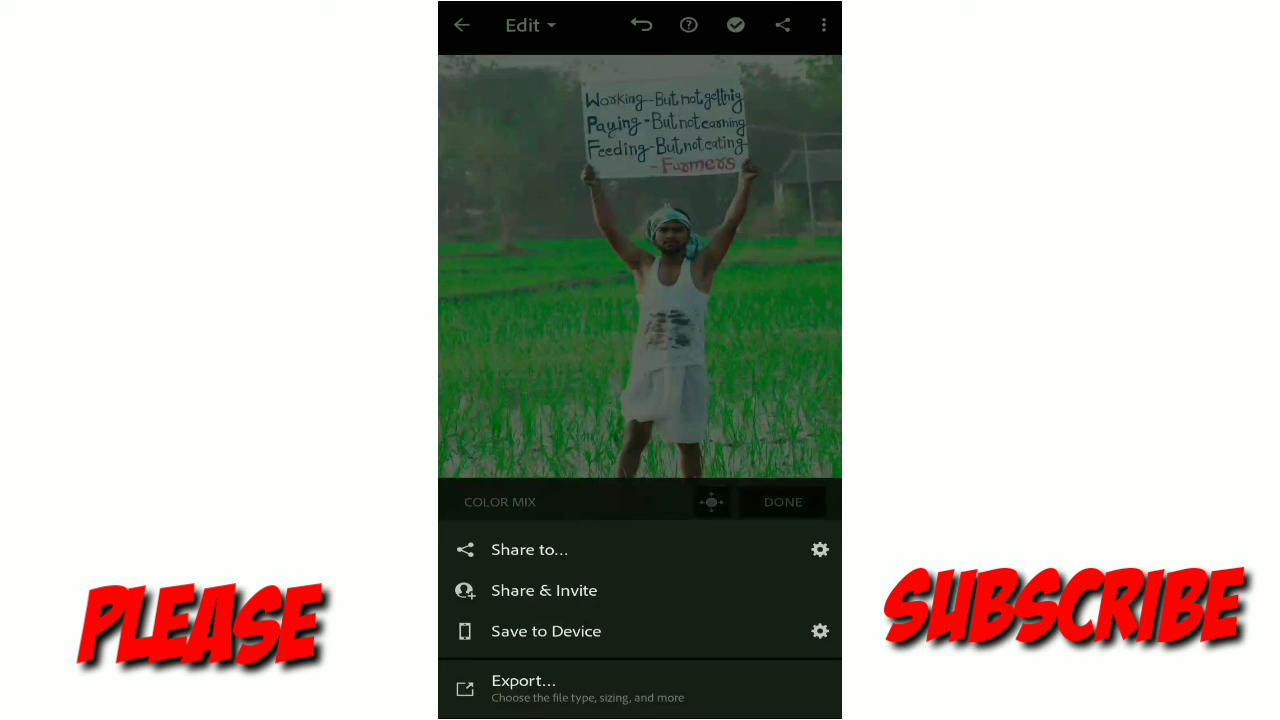 Edit
Working-But not gettnig
Paying-But not earning
Feeding-But not eating
-Farmers
COLOR MIX
DONE
Share to...
Share & Invite
Save to Device
Export...
Choose the file type, sizing, and more
PLEASE
SUBSCRIBE